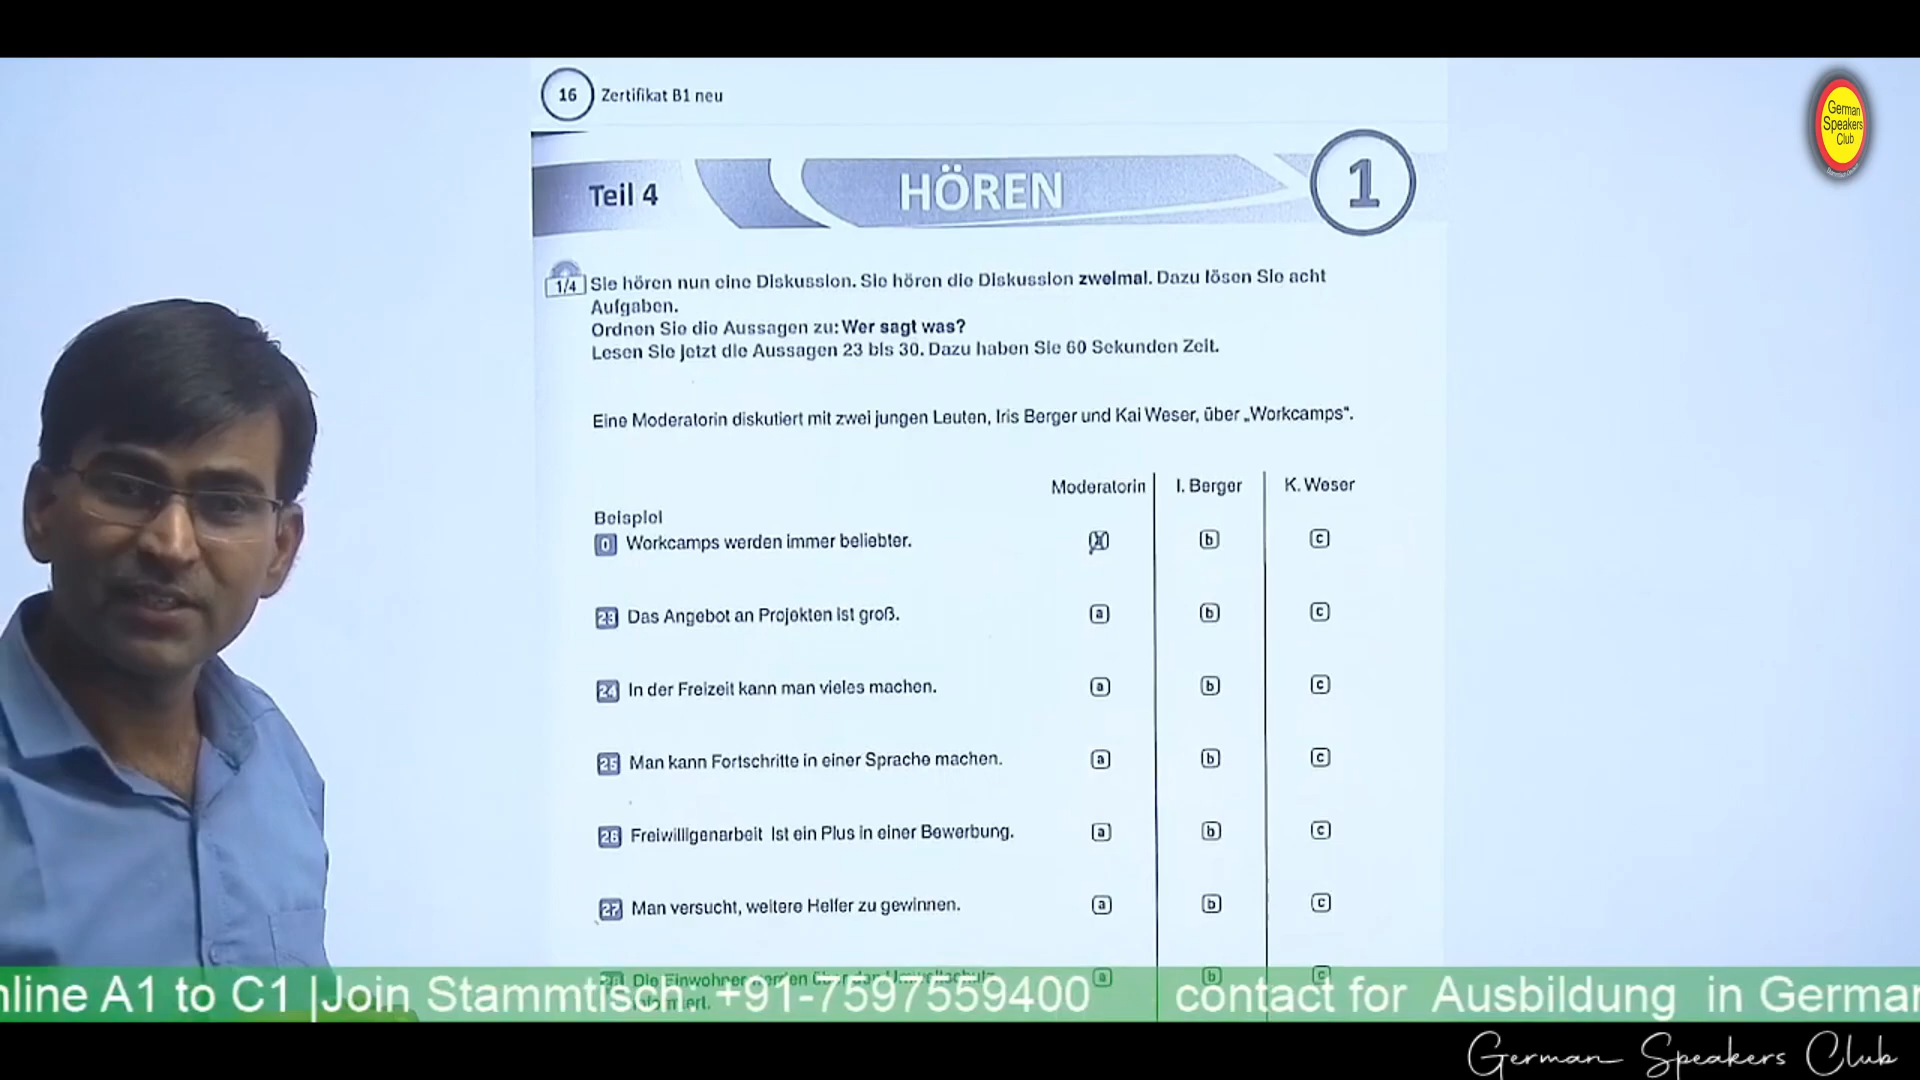 16 Zertifikat B1 neu
German
Speakers
Club
Teil 4 HÖREN 1
1/4 Sie hören nun eine Diskussion. Sie hören die Diskussion zweimal. Dazu lösen Sie acht
Aufgaben.
Ordnen Sie die Aussagen zu: Wer sagt was?
Lesen Sie jetzt die Aussagen 23 bis 30. Dazu haben Sie 60 Sekunden Zeit.
Eine Moderatorin diskutiert mit zwei jungen Leuten, Iris Berger und Kai Weser, über „Workcamps“.
Moderatorin I. Berger K. Weser
Beispiel
0 Workcamps werden immer beliebter. b c
23 Das Angebot an Projekten ist groß. a b c
24 In der Freizeit kann man vieles machen. a b c
25 Man kann Fortschritte in einer Sprache machen. a b c
26 Freiwilligenarbeit ist ein Plus in einer Bewerbung. a b c
27 Man versucht, weitere Helfer zu gewinnen. a b c
Die Einwohner werden über den Umweltschutz a b c
nline A1 to C1 |Join Stammtisch: +91-7597559400 contact for Ausbildung in German
German Speakers Club